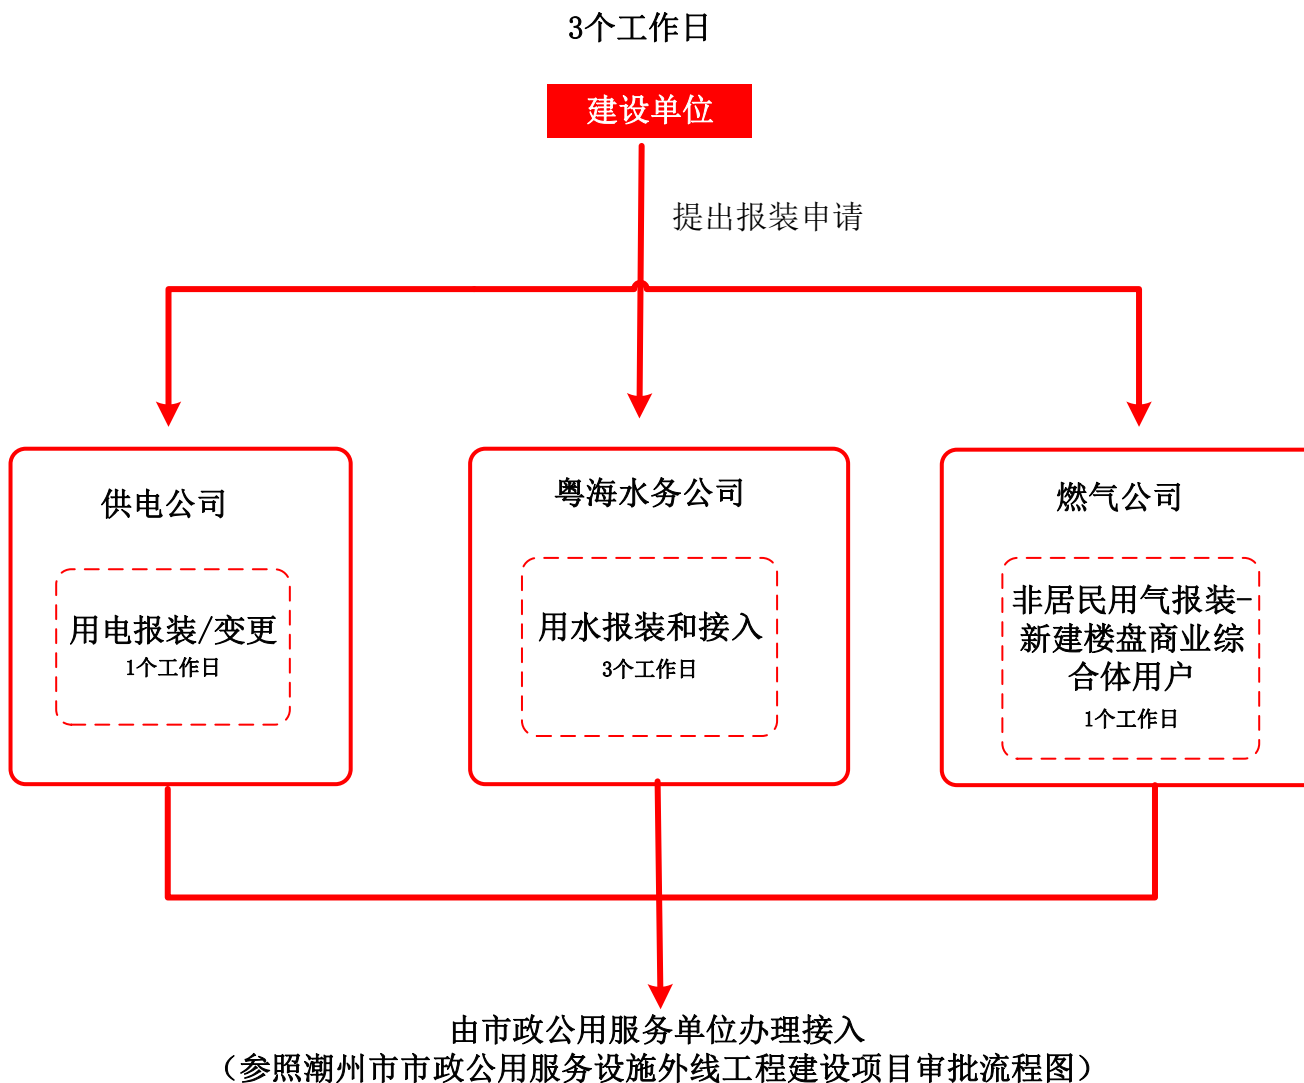 3个工作日
建设单位
提出报装申请
供电公司
用电报装/变更
1个工作日
粤海水务公司
用水报装和接入
3个工作日
燃气公司
非居民用气报装-
新建楼盘商业综
合体用户
1个工作日
由市政公用服务单位办理接入
（参照潮州市市政公用服务设施外线工程建设项目审批流程图）